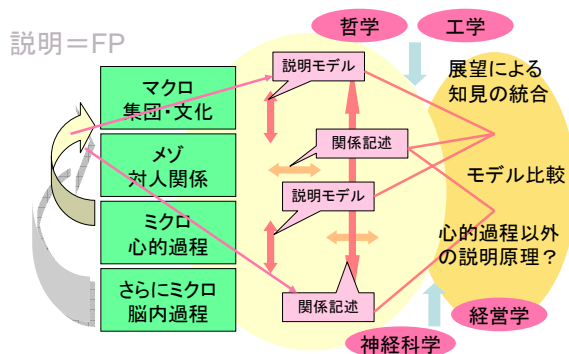 哲学
工学
説明＝FP
説明モデル
マクロ
集団・文化
展望による
知見の統合
関係記述
メゾ
対人関係
モデル比較
説明モデル
ミクロ
心的過程
心的過程以外
の説明原理？
さらにミクロ
脳内過程
関係記述
経営学
神経科学